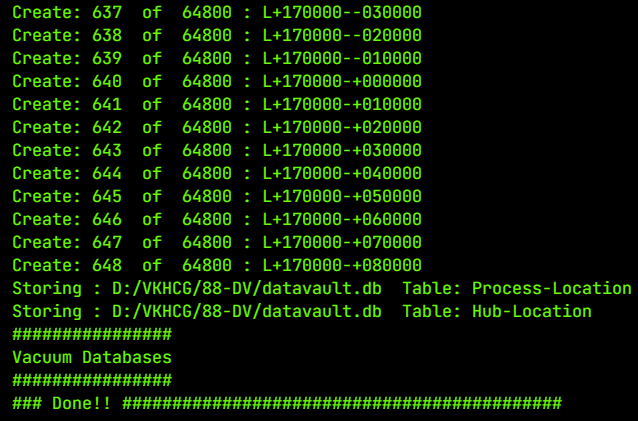 Create: 637  of  64800 : L+170000--030000
Create: 638  of  64800 : L+170000--020000
Create: 639  of  64800 : L+170000--010000
Create: 640  of  64800 : L+170000-+000000
Create: 641  of  64800 : L+170000-+010000
Create: 642  of  64800 : L+170000-+020000
Create: 643  of  64800 : L+170000-+030000
Create: 644  of  64800 : L+170000-+040000
Create: 645  of  64800 : L+170000-+050000
Create: 646  of  64800 : L+170000-+060000
Create: 647  of  64800 : L+170000-+070000
Create: 648  of  64800 : L+170000-+080000
Storing : D:/VKHCG/88-DV/datavault.db  Table: Process-Location
Storing : D:/VKHCG/88-DV/datavault.db  Table: Hub-Location
################
Vacuum Databases
################
### Done!! ############################################